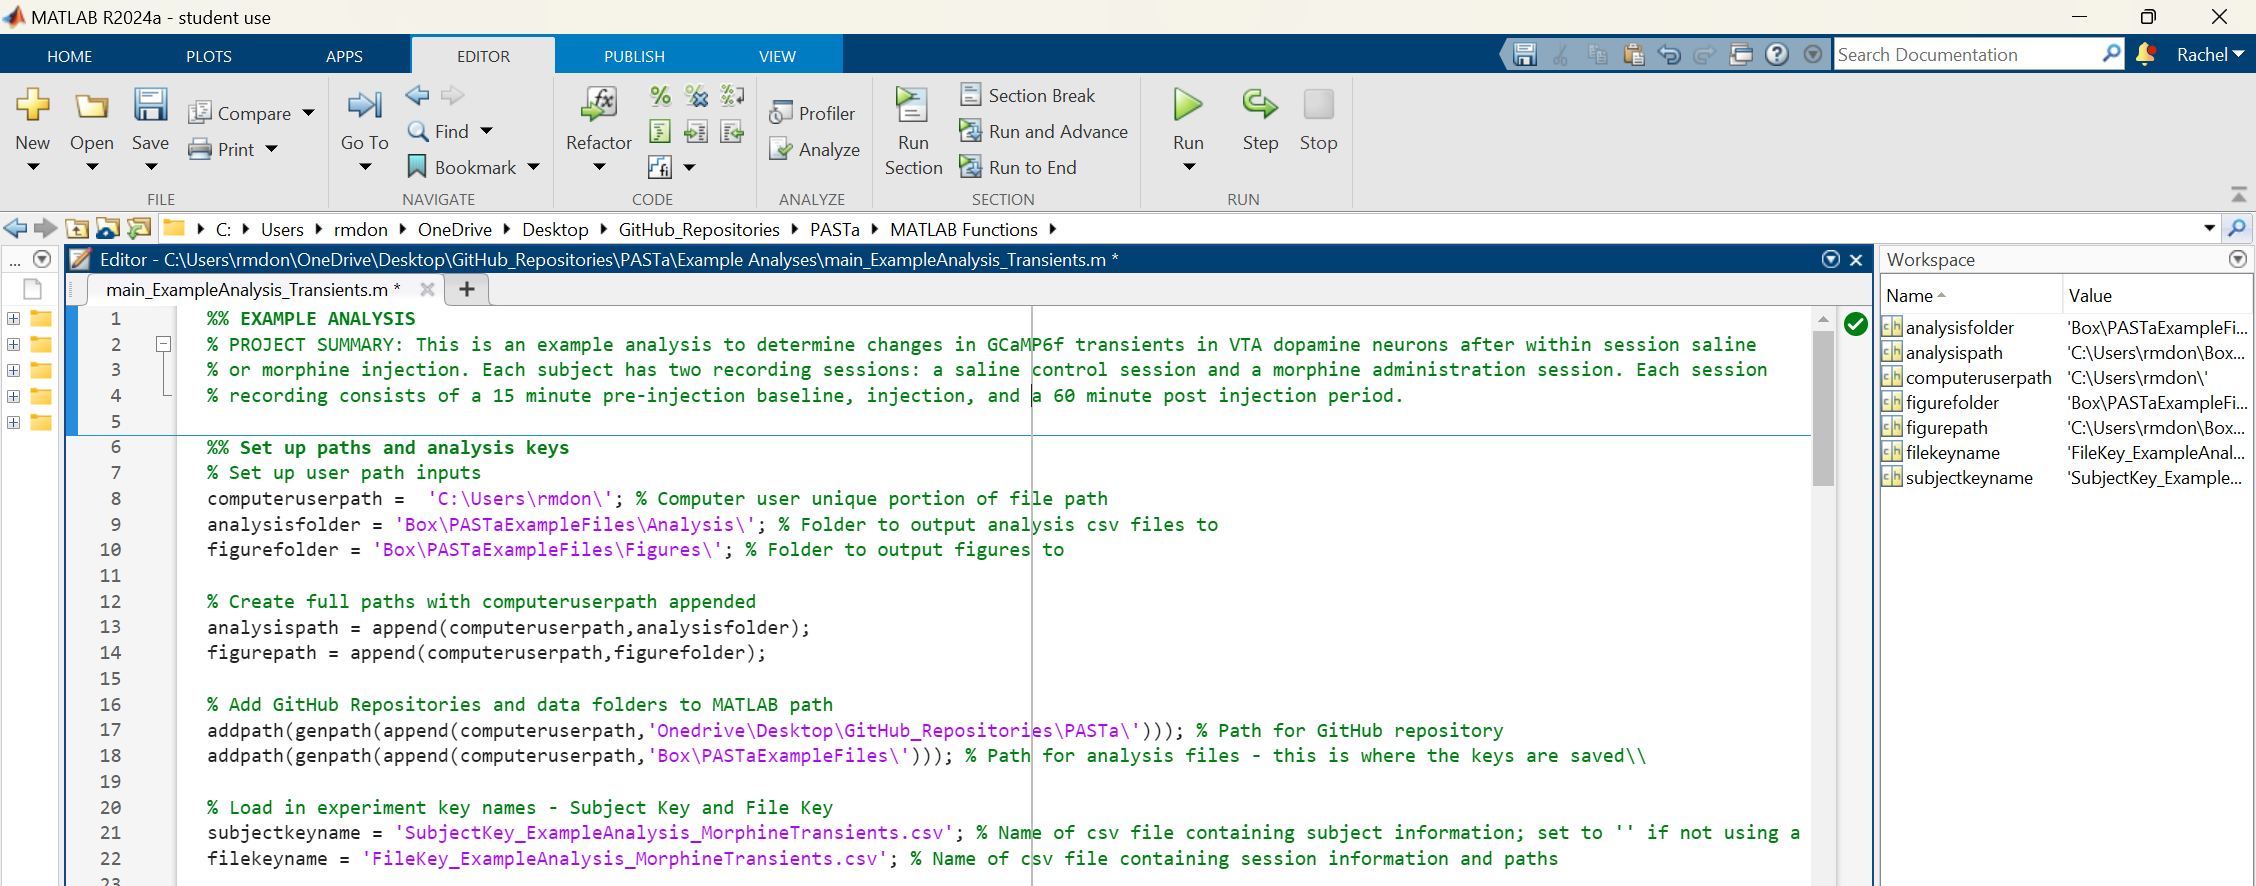 MATLAB R2024a - student use
HOME PLOTS APPS EDITOR PUBLISH VIEW Search Documentation Rachel
New Open Save Compare Print FILE
Go To Find Bookmark NAVIGATE
Refactor CODE
Profiler Analyze ANALYZE
Run Section Section Break Run and Advance Run to End SECTION
Run Step Stop RUN
C: Users rmdon OneDrive Desktop GitHub_Repositories PASTa MATLAB Functions
... Editor - C:\Users\rmdon\OneDrive\Desktop\GitHub_Repositories\PASTa\Example Analyses\main_ExampleAnalysis_Transients.m *
main_ExampleAnalysis_Transients.m * +
1 %% EXAMPLE ANALYSIS
2 % PROJECT SUMMARY: This is an example analysis to determine changes in GCaMP6f transients in VTA dopamine neurons after within session saline
3 % or morphine injection. Each subject has two recording sessions: a saline control session and a morphine administration session. Each session
4 % recording consists of a 15 minute pre-injection baseline, injection, and a 60 minute post injection period.
5
6 %% Set up paths and analysis keys
7 % Set up user path inputs
8 computeruserpath =  'C:\Users\rmdon\'; % Computer user unique portion of file path
9 analysisfolder = 'Box\PASTaExampleFiles\Analysis\'; % Folder to output analysis csv files to
10 figurefolder = 'Box\PASTaExampleFiles\Figures\'; % Folder to output figures to
11
12 % Create full paths with computeruserpath appended
13 analysispath = append(computeruserpath,analysisfolder);
14 figurepath = append(computeruserpath,figurefolder);
15
16 % Add GitHub Repositories and data folders to MATLAB path
17 addpath(genpath(append(computeruserpath,'Onedrive\Desktop\GitHub_Repositories\PASTa\'))); % Path for GitHub repository
18 addpath(genpath(append(computeruserpath,'Box\PASTaExampleFiles\'))); % Path for analysis files - this is where the keys are saved\\
19
20 % Load in experiment key names - Subject Key and File Key
21 subjectkeyname = 'SubjectKey_ExampleAnalysis_MorphineTransients.csv'; % Name of csv file containing subject information; set to '' if not using a
22 filekeyname = 'FileKey_ExampleAnalysis_MorphineTransients.csv'; % Name of csv file containing session information and paths
23
Workspace
Name Value
analysisfolder 'Box\PASTaExampleFi...
analysispath 'C:\Users\rmdon\Box...
computeruserpath 'C:\Users\rmdon\'
figurefolder 'Box\PASTaExampleFi...
figurepath 'C:\Users\rmdon\Box...
filekeyname 'FileKey_ExampleAnal...
subjectkeyname 'SubjectKey_Example...